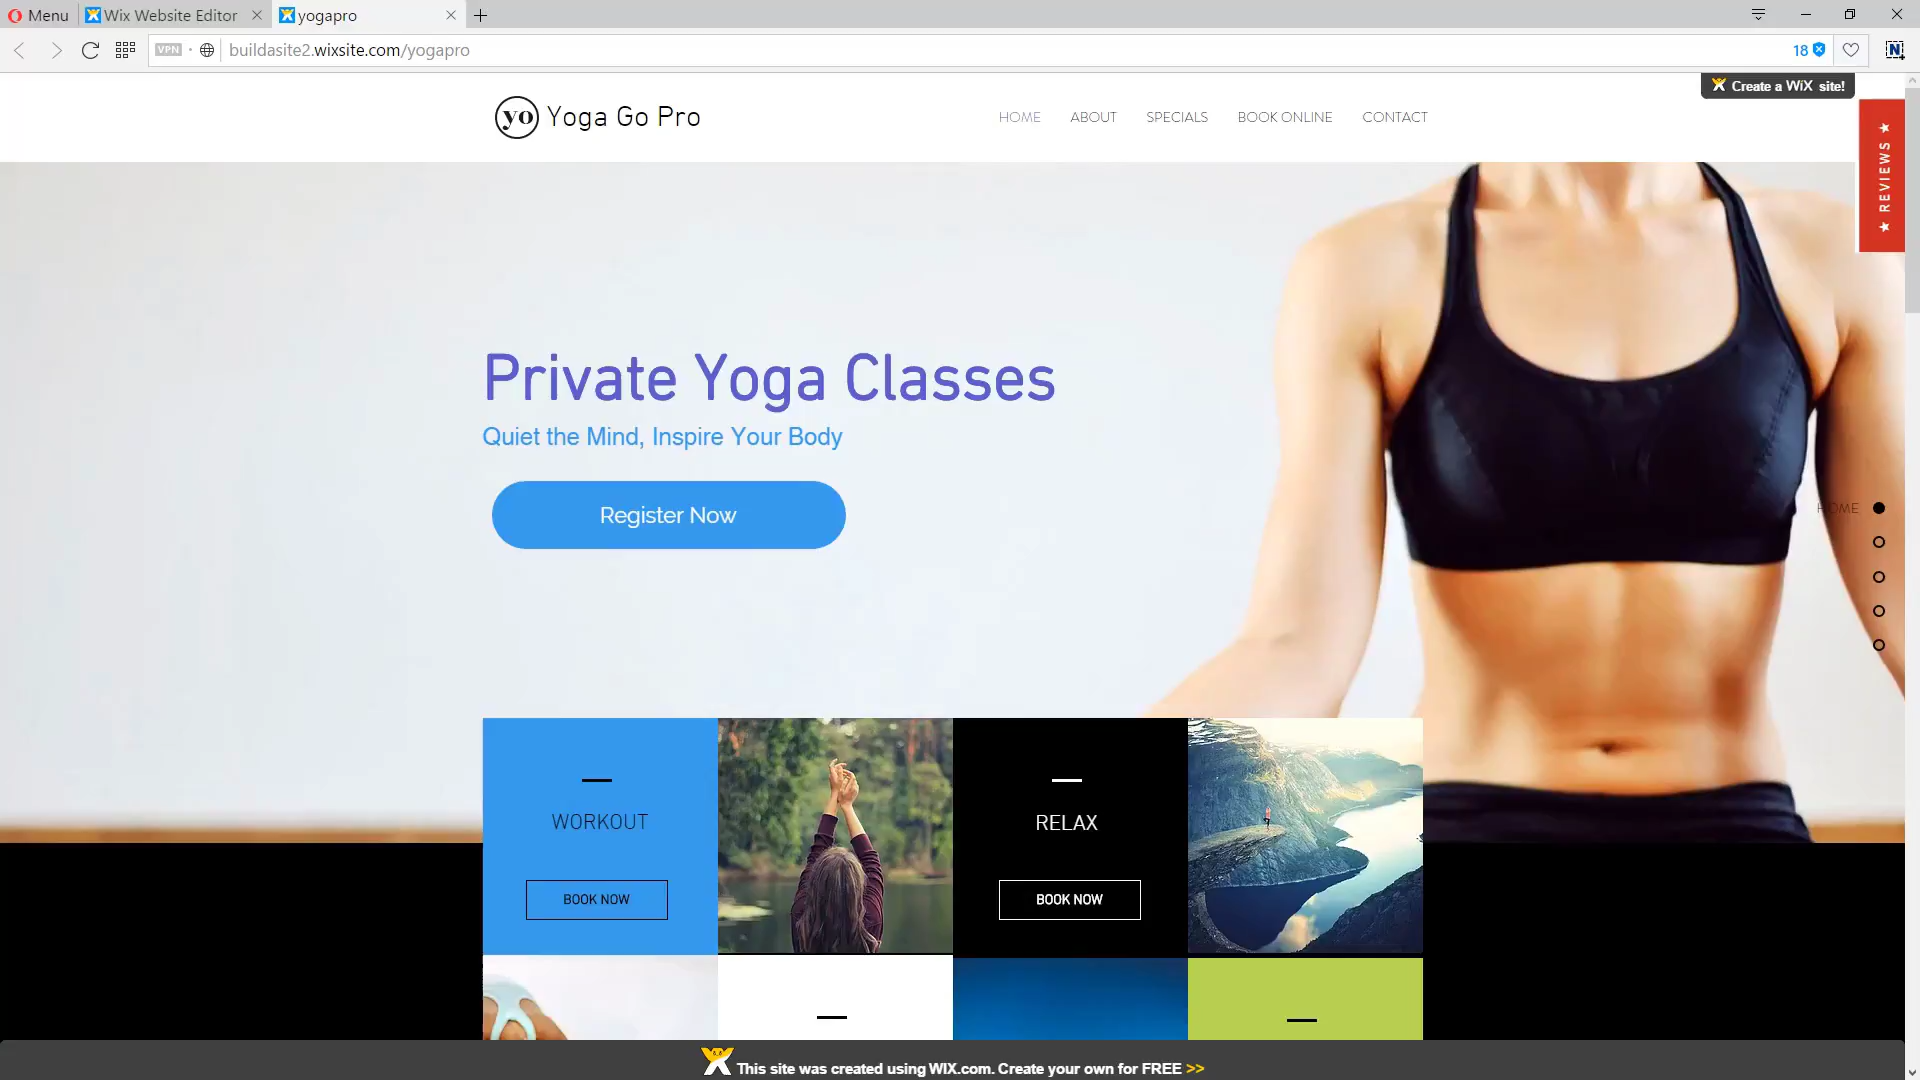 Menu
Wix Website Editor
yogapro
VPN
buildasite2.wixsite.com/yogapro
18
N
Create a WiX site!
yo Yoga Go Pro
HOME
ABOUT
SPECIALS
BOOK ONLINE
CONTACT
★ REVIEWS ★
Private Yoga Classes
Quiet the Mind, Inspire Your Body
Register Now
HOME
WORKOUT
BOOK NOW
RELAX
BOOK NOW
This site was created using WIX.com. Create your own for FREE >>